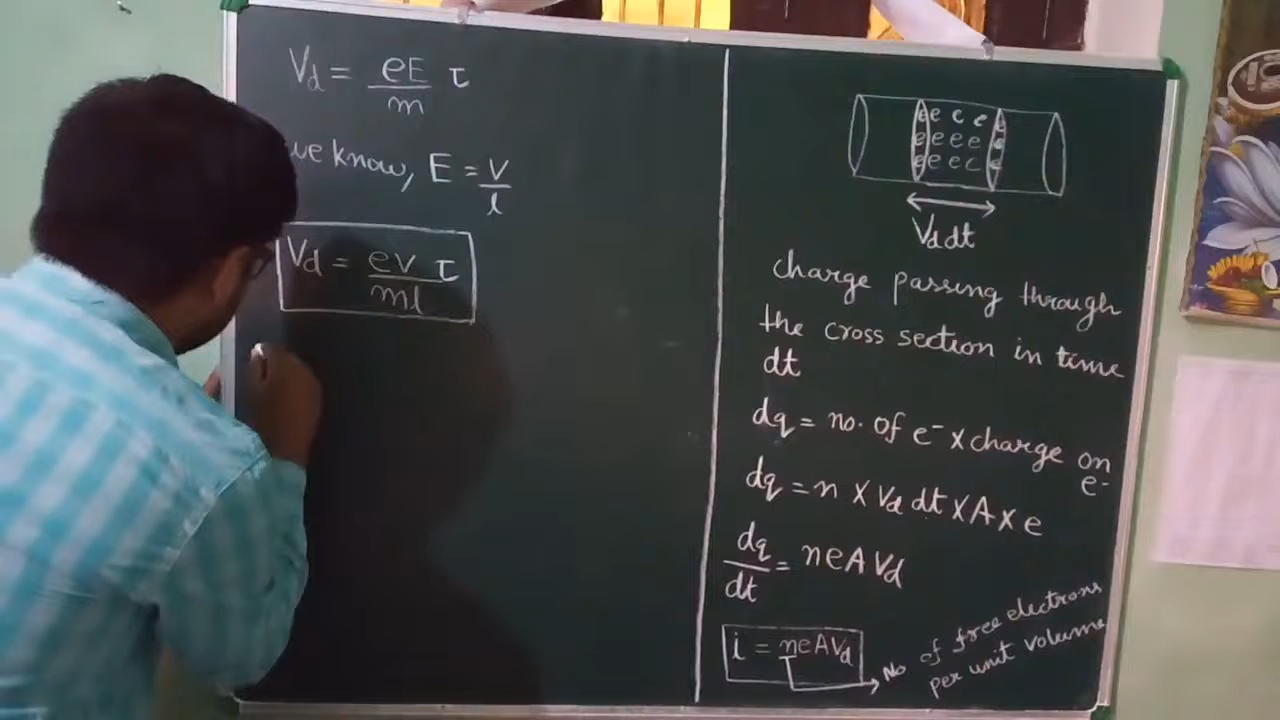 Vd = eE/m τ
we know, E = V/l
Vd = eV/ml τ
e e c e e
e e e e e
e e e c e
Vd dt
charge passing through
the cross section in time
dt
dq = no. of e⁻ x charge on
e⁻
dq = n x Vd dt x A x e
dq/dt = neAVd
i = neAVd
No of free electrons
per unit volume